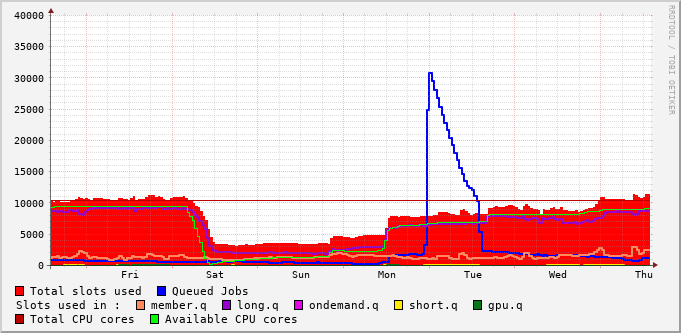 RRDTOOL / TOBI OETIKER
40000
35000
30000
25000
20000
15000
10000
5000
0
Fri Sat Sun Mon Tue Wed Thu
Total slots used Queued Jobs
Slots used in : member.q long.q ondemand.q short.q gpu.q
Total CPU cores Available CPU cores